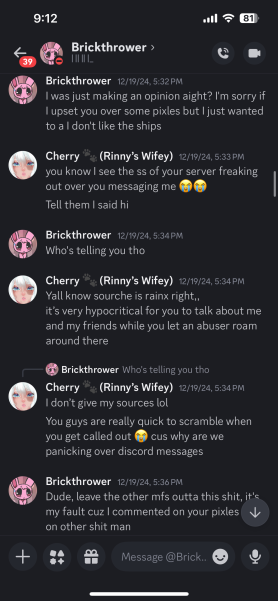 9:12
81
39
Brickthrower
Brickthrower 12/19/24, 5:32 PM
I was just making an opinion aight? I'm sorry if
I upset you over some pixles but I just wanted
to a I don't like the ships
Cherry 🐾 (Rinny's Wifey) 12/19/24, 5:33 PM
you know I see the ss of your server freaking
out over you messaging me 😭😭
Tell them I said hi
Brickthrower 12/19/24, 5:34 PM
Who's telling you tho
Cherry 🐾 (Rinny's Wifey) 12/19/24, 5:34 PM
Yall know sourche is rainx right,,
it's very hypocritical for you to talk about me
and my friends while you let an abuser roam
around there
Brickthrower Who's telling you tho
Cherry 🐾 (Rinny's Wifey) 12/19/24, 5:34 PM
I don't give my sources lol
You guys are really quick to scramble when
you get called out 😭 cus why are we
panicking over discord messages
Brickthrower 12/19/24, 5:36 PM
Dude, leave the other mfs outta this shit, it's
my fault cuz I commented on your pixles
on other shit man
Message @Brick..